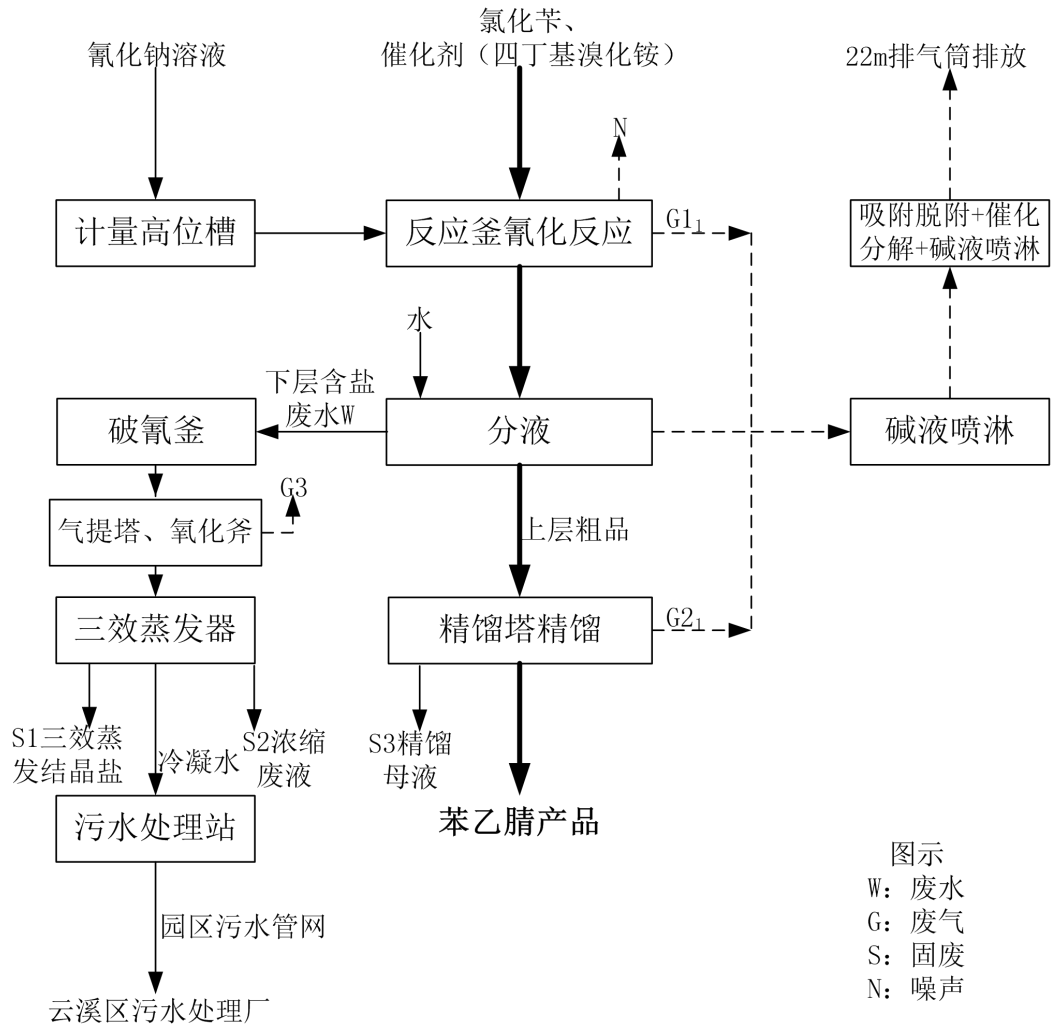 氰化钠溶液
氯化苄、
催化剂（四丁基溴化铵）
22m排气筒排放
N
计量高位槽
反应釜氰化反应
G1₁
吸附脱附+催化
分解+碱液喷淋
水
下层含盐
废水W
破氰釜
分液
碱液喷淋
G3
气提塔、氧化斧
上层粗品
三效蒸发器
精馏塔精馏
G2₁
S1三效蒸
发结晶盐
冷凝水
S2浓缩
废液
S3精馏
母液
污水处理站
苯乙腈产品
园区污水管网
云溪区污水处理厂
图示
W：废水
G：废气
S：固废
N：噪声